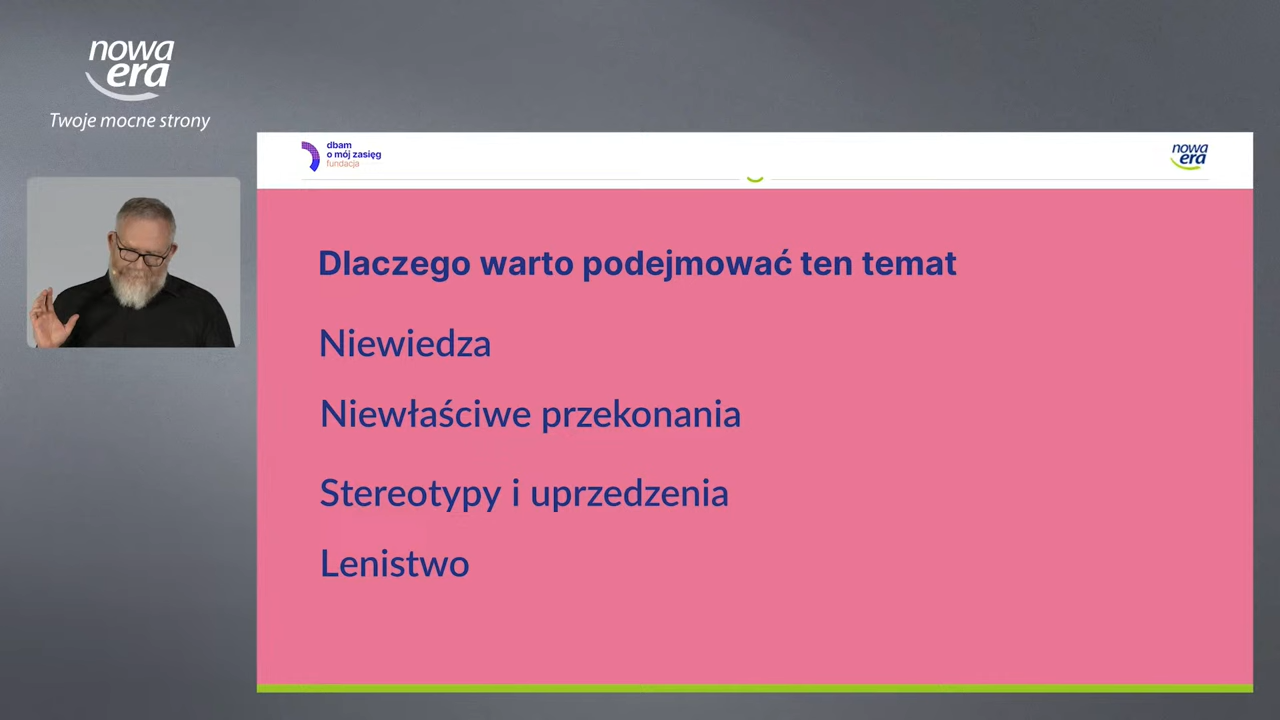 nowa
era
Twoje mocne strony
dbam
o mój zasięg
fundacja
nowa
era
Dlaczego warto podejmować ten temat
Niewiedza
Niewłaściwe przekonania
Stereotypy i uprzedzenia
Lenistwo